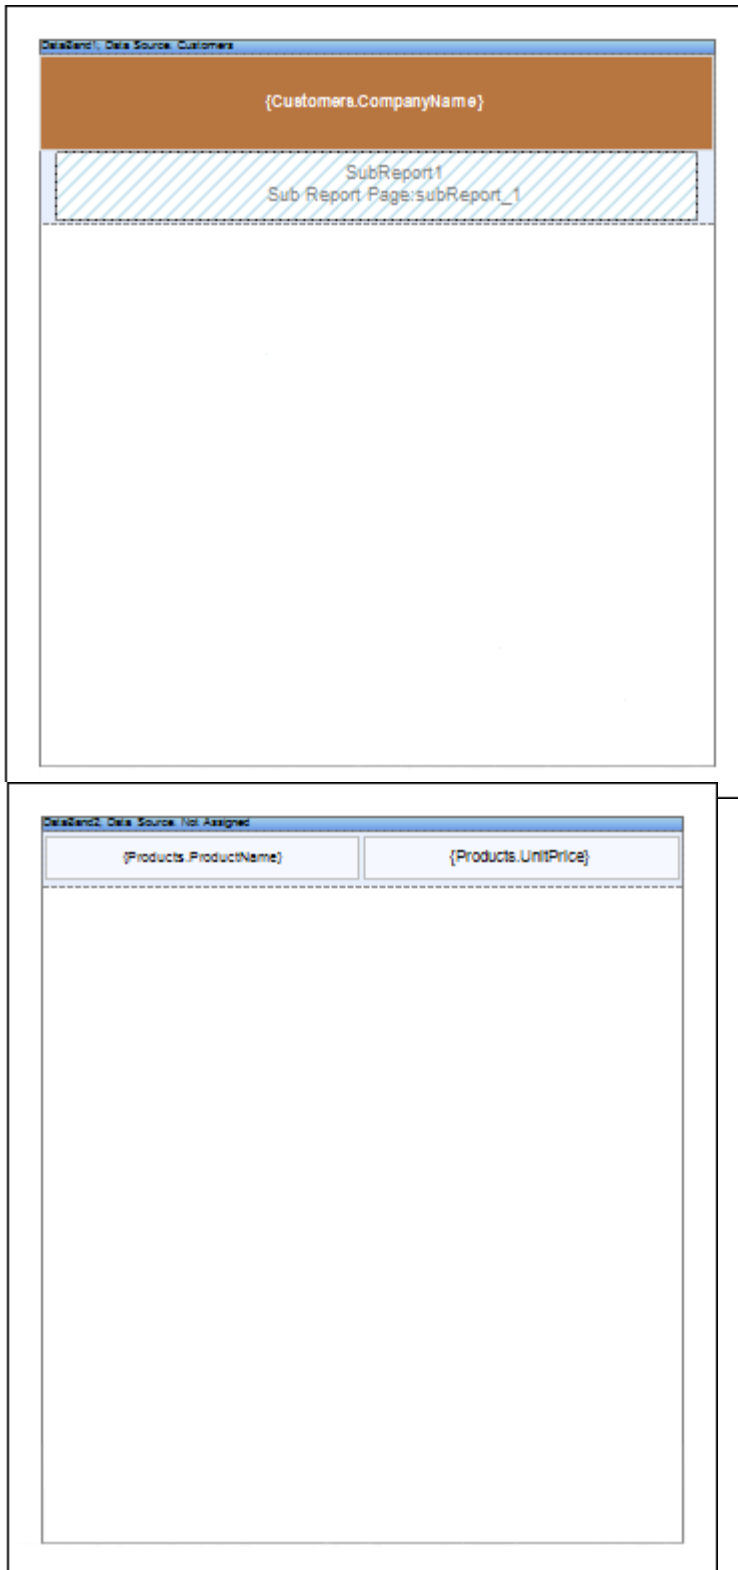 DataBand1; Data Source: Customers
{Customers.CompanyName}
SubReport1
Sub Report Page:subReport_1
DataBand2; Data Source: Not Assigned
{Products.ProductName}
{Products.UnitPrice}